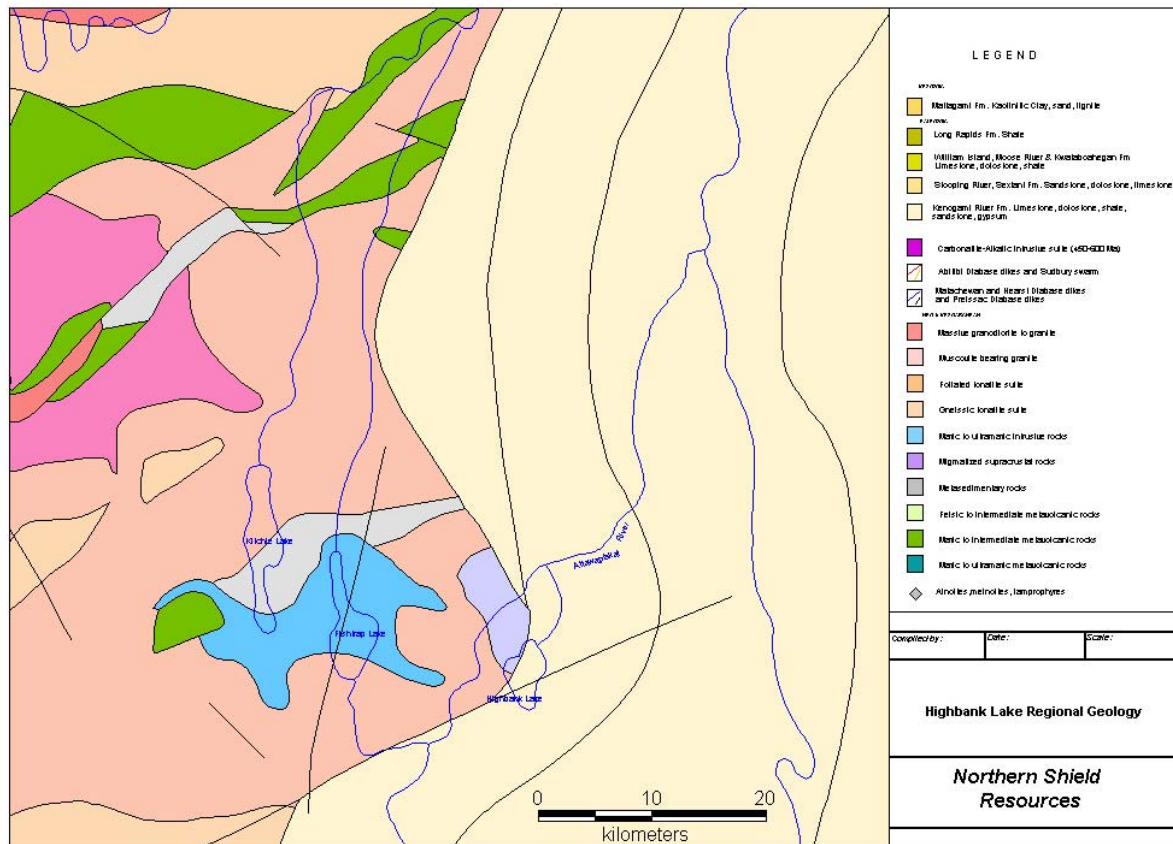 Kitchie Lake
Fishtrap Lake
Attawapiskat River
Highbank Lake
0 10 20
kilometers
LEGEND
Mattagami Fm. Kaolinitic Clay, sand, lignite
Long Rapids Fm. Shale
Williams Island, Moose River & Kwataboahegan Fm
Limestone, dolostone, shale
Stooping River, Sextant Fm. Sandstone, dolostone, limestone
Kenogami River Fm. Limestone, dolostone, shale,
sandstone, gypsum
Carbonatite-Alkalic intrusive suite
Abitibi Diabase dikes and Sudbury swarm
Matachewan and Hearst Diabase dikes
and Preissac Diabase dikes
Massive granodiorite to granite
Muscovite bearing granite
Foliated tonalite suite
Gneissic tonalite suite
Mafic to ultramafic intrusive rocks
Migmatized supracrustal rocks
Metasedimentary rocks
Felsic to intermediate metavolcanic rocks
Mafic to intermediate metavolcanic rocks
Mafic to ultramafic metavolcanic rocks
lamprophyres
Compiled by: Date: Scale:
Highbank Lake Regional Geology
Northern Shield
Resources